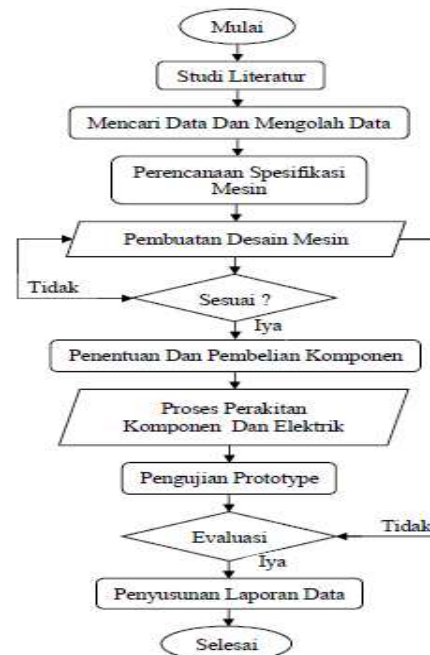 Mulai
Studi Literatur
Mencari Data Dan Mengolah Data
Perencanaan Spesifikasi
Mesin
Pembuatan Desain Mesin
Tidak
Sesuai ?
Iya
Penentuan Dan Pembelian Komponen
Proses Perakitan
Komponen Dan Elektrik
Pengujian Prototype
Evaluasi
Tidak
Iya
Penyusunan Laporan Data
Selesai